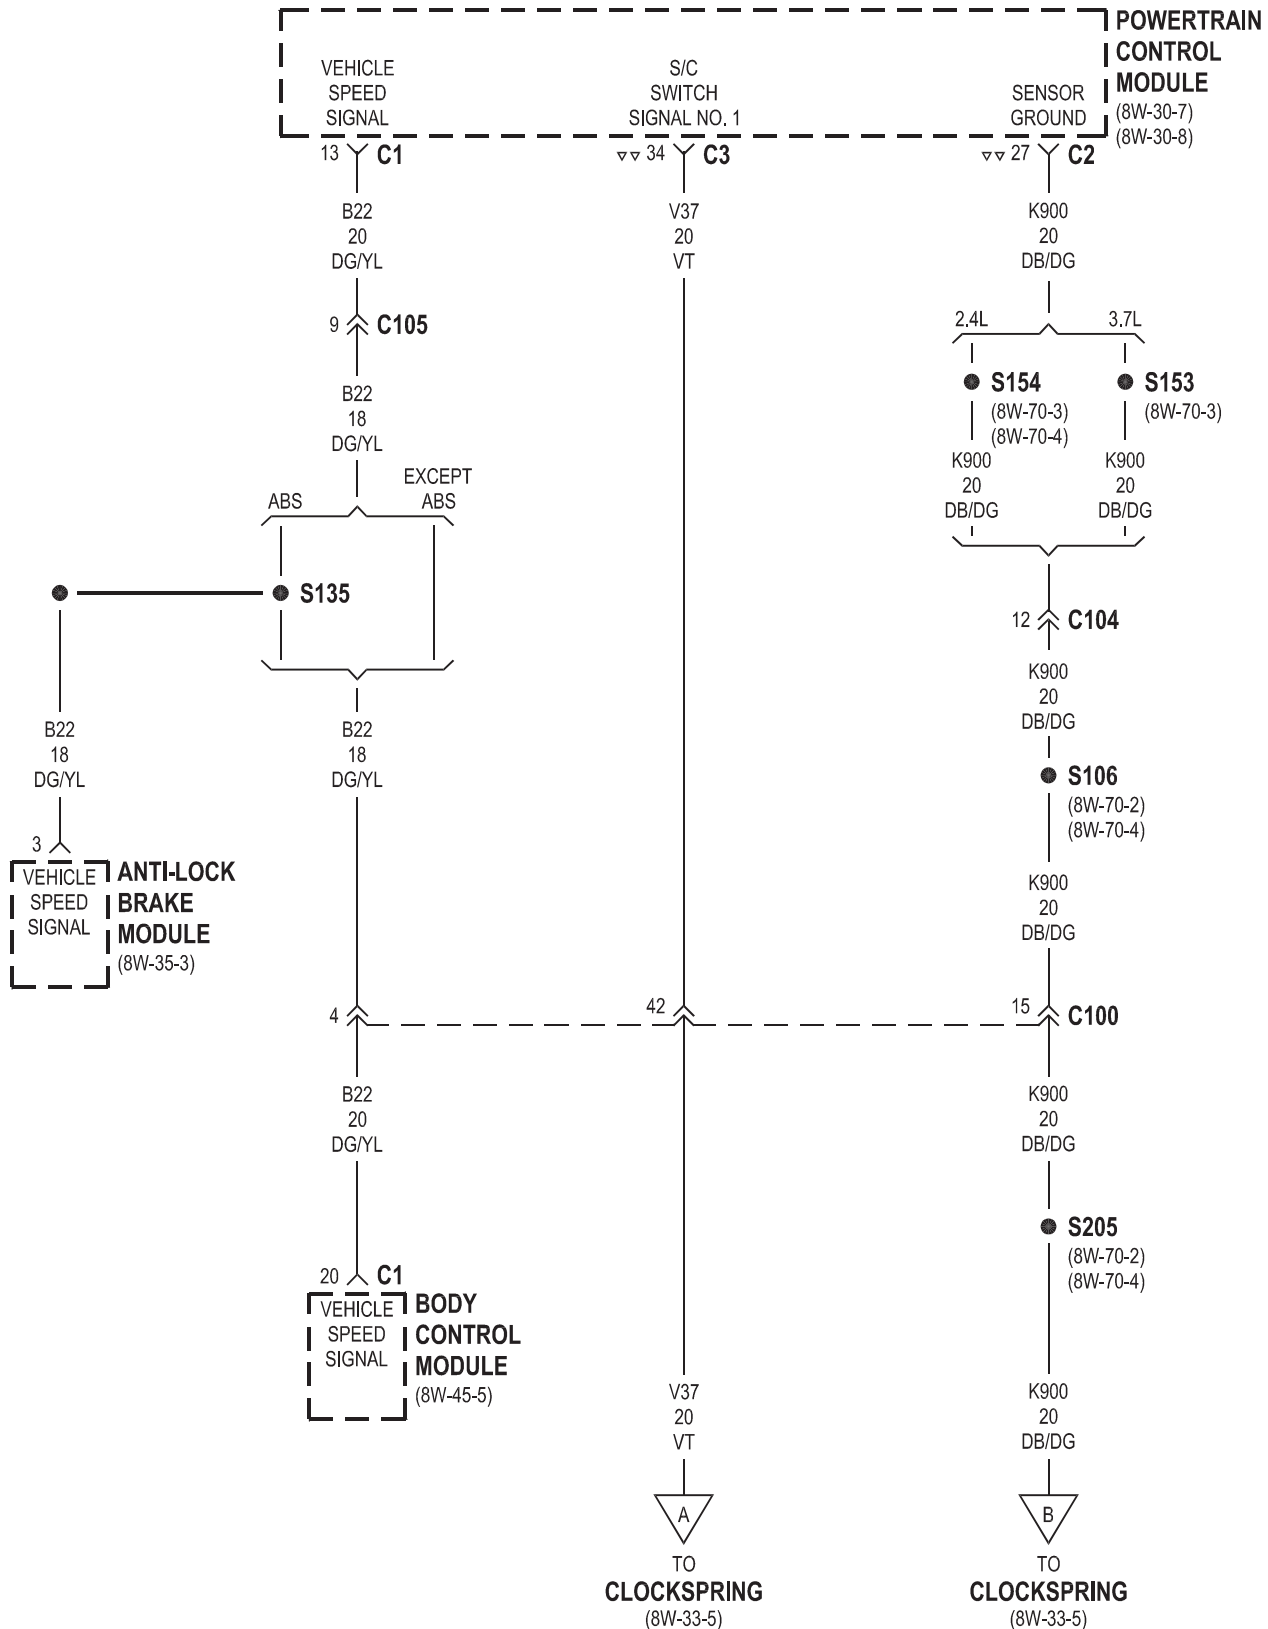 POWERTRAIN
CONTROL
MODULE
(8W-30-7)
(8W-30-8)
VEHICLE
SPEED
SIGNAL
S/C
SWITCH
SIGNAL NO. 1
SENSOR
GROUND
13 C1
▽▽ 34 C3
▽▽ 27 C2
B22
20
DG/YL
V37
20
VT
K900
20
DB/DG
9 C105
2.4L
3.7L
S154
(8W-70-3)
(8W-70-4)
S153
(8W-70-3)
B22
18
DG/YL
K900
20
DB/DG
K900
20
DB/DG
ABS
EXCEPT
ABS
S135
12 C104
K900
20
DB/DG
B22
18
DG/YL
B22
18
DG/YL
S106
(8W-70-2)
(8W-70-4)
3
VEHICLE
SPEED
SIGNAL
ANTI-LOCK
BRAKE
MODULE
(8W-35-3)
K900
20
DB/DG
4
42
15 C100
B22
20
DG/YL
K900
20
DB/DG
S205
(8W-70-2)
(8W-70-4)
20 C1
VEHICLE
SPEED
SIGNAL
BODY
CONTROL
MODULE
(8W-45-5)
V37
20
VT
K900
20
DB/DG
A
TO
CLOCKSPRING
(8W-33-5)
B
TO
CLOCKSPRING
(8W-33-5)